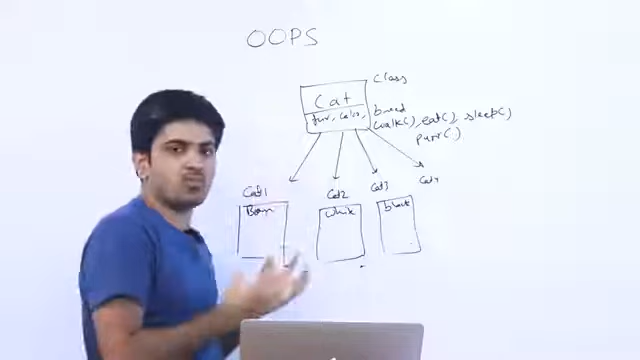 OOPS
Class
Cat
fur, color, breed
walk(), eat(), sleep()
purr()
Cat1 Cat2 Cat3 Cat4
Brown White black